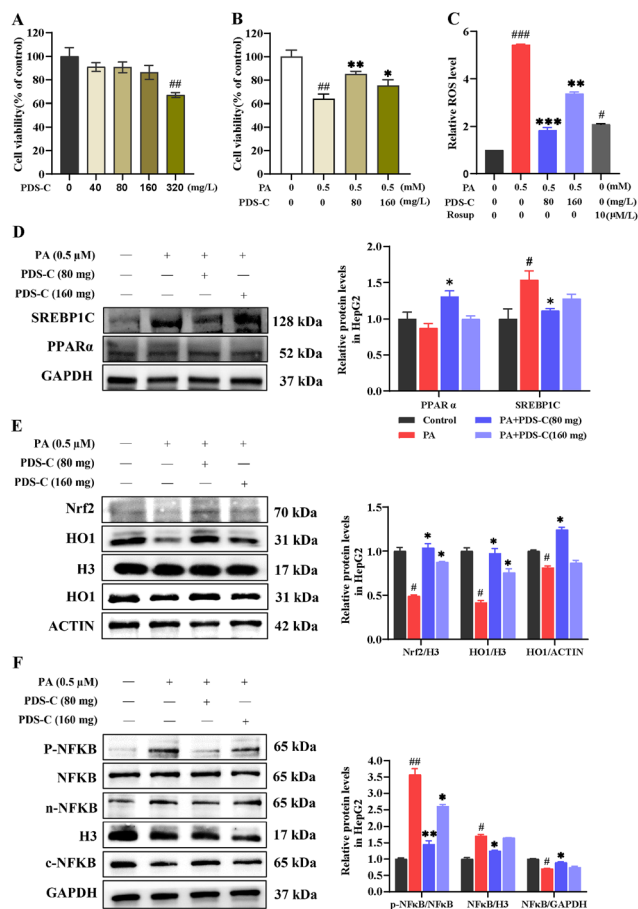 A
Cell viability(% of control)
120
100
80
60
40
20
0
##
PDS-C 0 40 80 160 320 (mg/L)
B
Cell viability(% of control)
120
100
80
60
40
20
0
##
**
*
PA 0 0.5 0.5 0.5 (mM)
PDS-C 0 0 80 160 (mg/L)
C
Relative ROS level
8
6
4
2
0
###
***
**
#
PA 0 0.5 0.5 0.5 0 (mM)
PDS-C 0 0 80 160 0 (mg/L)
Rosup 0 0 0 0 10(μM/L)
D
PA (0.5 μM) — + + +
PDS-C (80 mg) — — + —
PDS-C (160 mg) — — — +
SREBP1C 128 kDa
PPARα 52 kDa
GAPDH 37 kDa
Relative protein levels
in HepG2
2.0
1.5
1.0
0.5
0.0
*
#
*
PPAR α SREBP1C
Control PA+PDS-C(80 mg)
PA PA+PDS-C(160 mg)
E
PA (0.5 μM) — + + +
PDS-C (80 mg) — — + —
PDS-C (160 mg) — — — +
Nrf2 70 kDa
HO1 31 kDa
H3 17 kDa
HO1 31 kDa
ACTIN 42 kDa
Relative protein levels
in HepG2
1.5
1.0
0.5
0.0
#
*
*
#
*
*
#
*
Nrf2/H3 HO1/H3 HO1/ACTIN
F
PA (0.5 μM) — + + +
PDS-C (80 mg) — — + —
PDS-C (160 mg) — — — +
P-NFKB 65 kDa
NFKB 65 kDa
n-NFKB 65 kDa
H3 17 kDa
c-NFKB 65 kDa
GAPDH 37 kDa
Relative protein levels
in HepG2
4.0
3.5
3.0
2.5
2.0
1.5
1.0
0.5
0.0
##
**
*
#
*
#
*
p-NFκB/NFκB NFκB/H3 NFκB/GAPDH